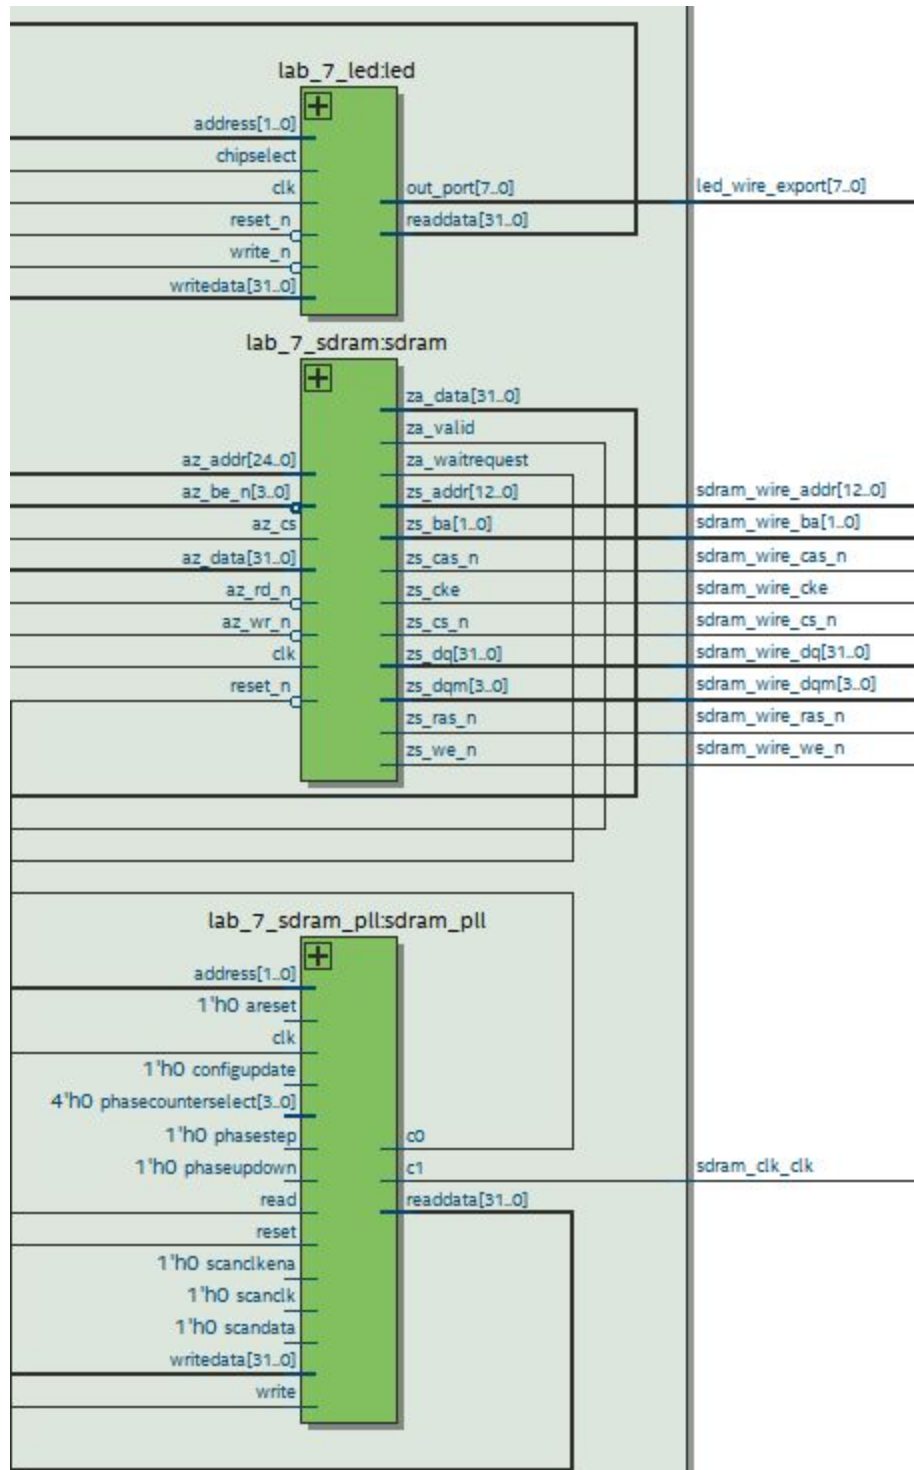 lab_7_led:led
address[1..0]
chipselect
clk
out_port[7..0]
led_wire_export[7..0]
reset_n
readdata[31..0]
write_n
writedata[31..0]
lab_7_sdram:sdram
za_data[31..0]
za_valid
az_addr[24..0]
za_waitrequest
az_be_n[3..0]
zs_addr[12..0]
sdram_wire_addr[12..0]
az_cs
zs_ba[1..0]
sdram_wire_ba[1..0]
az_data[31..0]
zs_cas_n
sdram_wire_cas_n
az_rd_n
zs_cke
sdram_wire_cke
az_wr_n
zs_cs_n
sdram_wire_cs_n
clk
zs_dq[31..0]
sdram_wire_dq[31..0]
reset_n
zs_dqm[3..0]
sdram_wire_dqm[3..0]
zs_ras_n
sdram_wire_ras_n
zs_we_n
sdram_wire_we_n
lab_7_sdram_pll:sdram_pll
address[1..0]
1'h0 areset
clk
1'h0 configupdate
4'h0 phasecounterselect[3..0]
1'h0 phasestep
c0
1'h0 phaseupdown
c1
sdram_clk_clk
read
readdata[31..0]
reset
1'h0 scanclkena
1'h0 scanclk
1'h0 scandata
writedata[31..0]
write